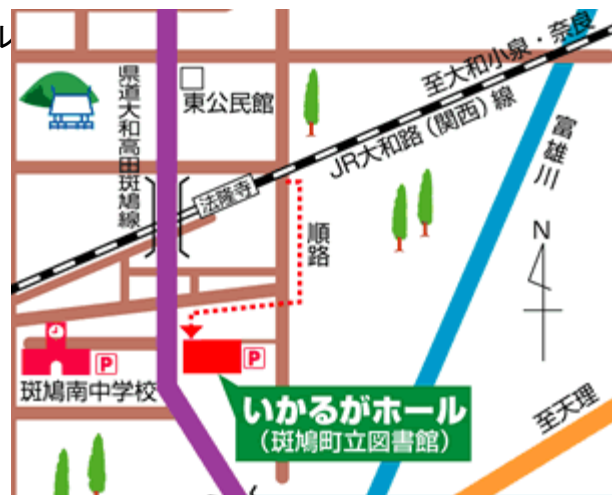 ル
県道大和高田斑鳩線
東公民館
至大和小泉・奈良
JR大和路(関西)線
富雄川
法隆寺
順路
N
P
斑鳩南中学校
P
いかるがホール
(斑鳩町立図書館)
至天理